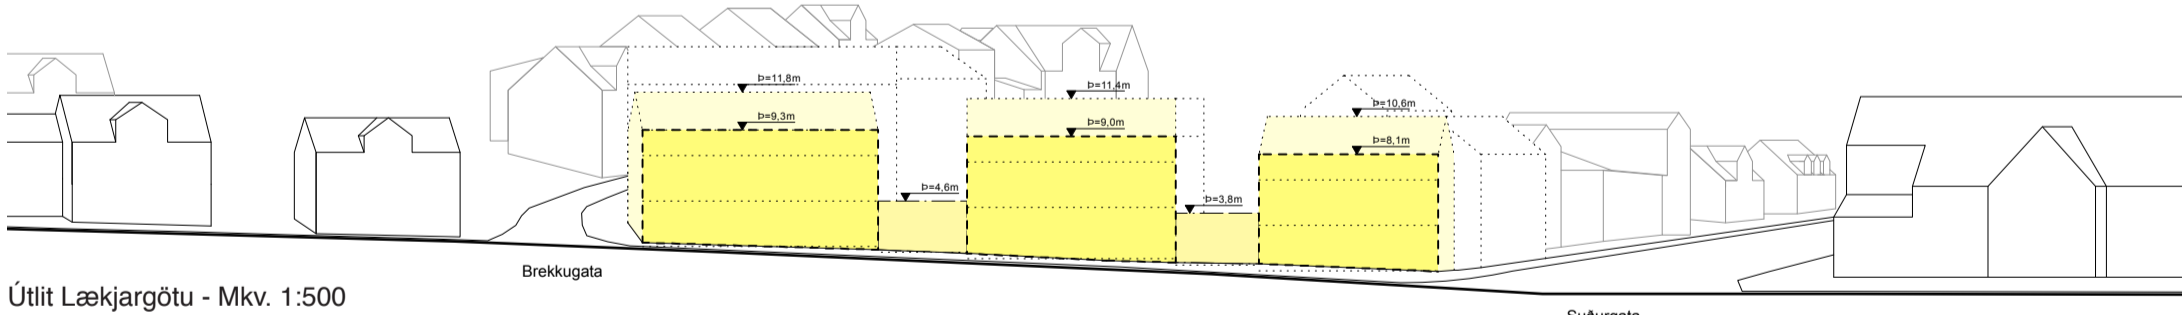 Þ=11,8m
Þ=11,4m
Þ=10,6m
Þ=9,3m
Þ=9,0m
Þ=8,1m
Þ=4,6m
Þ=3,8m
Brekkugata
Útlit Lækjargötu - Mkv. 1:500
Suðurgata